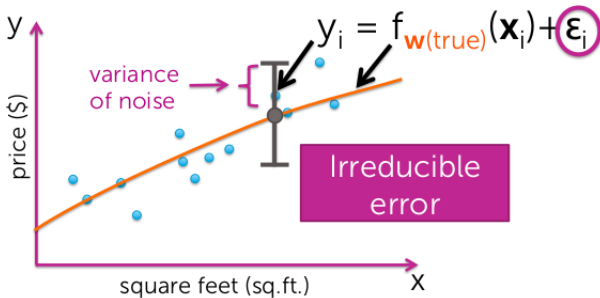 y
yᵢ = f_w(true)(xᵢ)+εᵢ
variance
of noise
price ($)
Irreducible
error
square feet (sq.ft.)
x